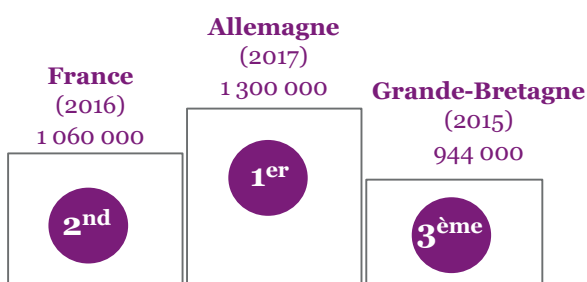 Allemagne
(2017)
1 300 000
France
(2016)
1 060 000
Grande-Bretagne
(2015)
944 000
1er
2nd
3ème